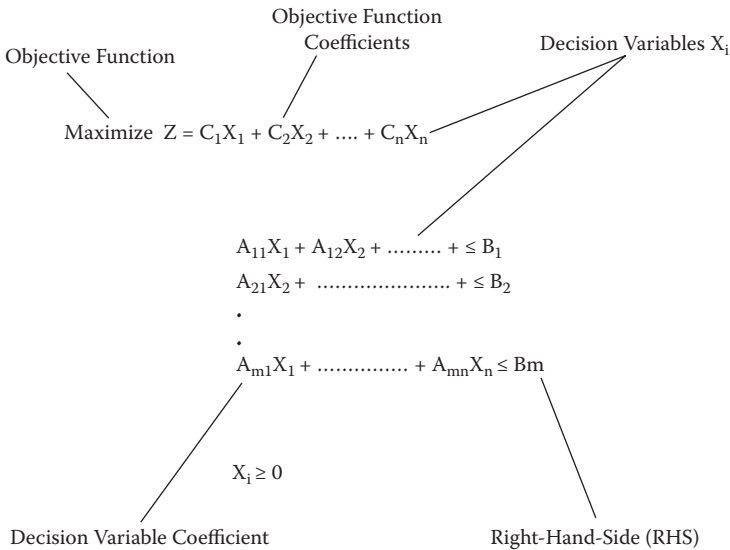 Objective Function
Coefficients
Decision Variables Xᵢ
Objective Function
Maximize Z = C₁X₁ + C₂X₂ + .... + CₙXₙ
A₁₁X₁ + A₁₂X₂ + ......... + ≤ B₁
A₂₁X₂ + ...................... + ≤ B₂
.
.
Aₘ₁X₁ + ............... + AₘₙXₙ ≤ Bm
Xᵢ ≥ 0
Decision Variable Coefficient
Right-Hand-Side (RHS)